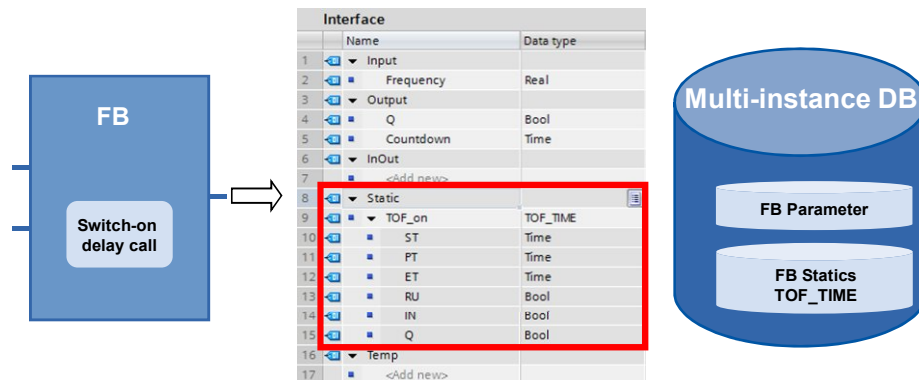 FB
Switch-on
delay call
Interface
Name Data type
1 Input
2 Frequency Real
3 Output
4 Q Bool
5 Countdown Time
6 InOut
7 <Add new>
8 Static
9 TOF_on TOF_TIME
10 ST Time
11 PT Time
12 ET Time
13 RU Bool
14 IN Bool
15 Q Bool
16 Temp
17 <Add new>
Multi-instance DB
FB Parameter
FB Statics
TOF_TIME